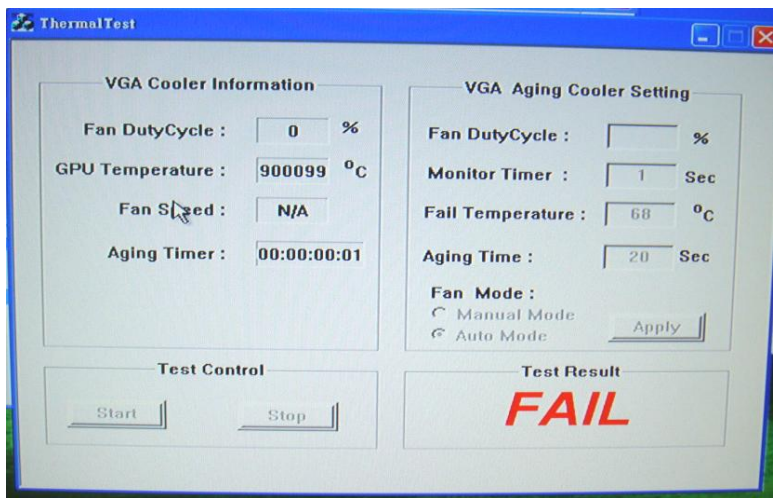 ThermalTest
VGA Cooler Information
Fan DutyCycle : 0 %
GPU Temperature : 900099 °C
Fan Speed : N/A
Aging Timer : 00:00:00:01
VGA Aging Cooler Setting
Fan DutyCycle : %
Monitor Timer : 1 Sec
Fail Temperature : 68 °C
Aging Time : 20 Sec
Fan Mode :
Manual Mode
Auto Mode
Apply
Test Control
Start Stop
Test Result
FAIL